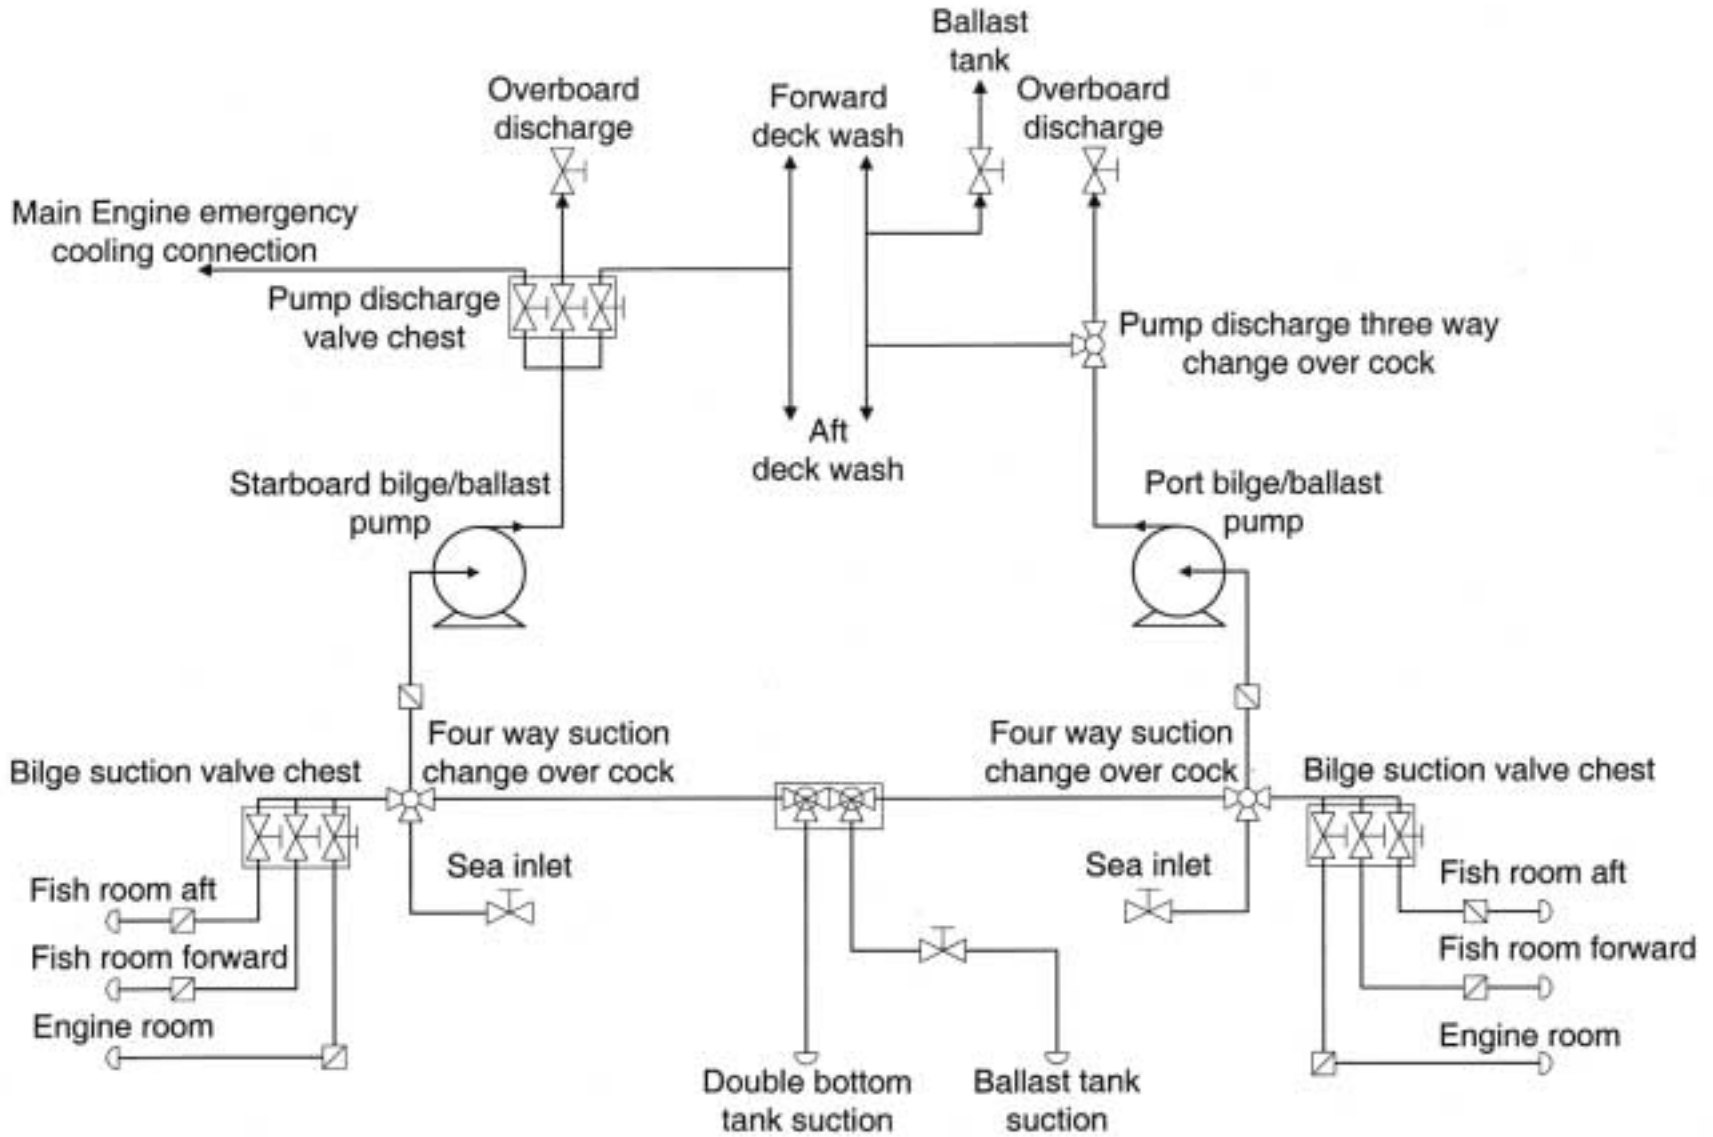 Ballast
tank
Overboard
discharge
Forward
deck wash
Overboard
discharge
Main Engine emergency
cooling connection
Pump discharge
valve chest
Pump discharge three way
change over cock
Aft
deck wash
Starboard bilge/ballast
pump
Port bilge/ballast
pump
Four way suction
change over cock
Four way suction
change over cock
Bilge suction valve chest
Bilge suction valve chest
Sea inlet
Sea inlet
Fish room aft
Fish room forward
Engine room
Fish room aft
Fish room forward
Engine room
Double bottom
tank suction
Ballast tank
suction